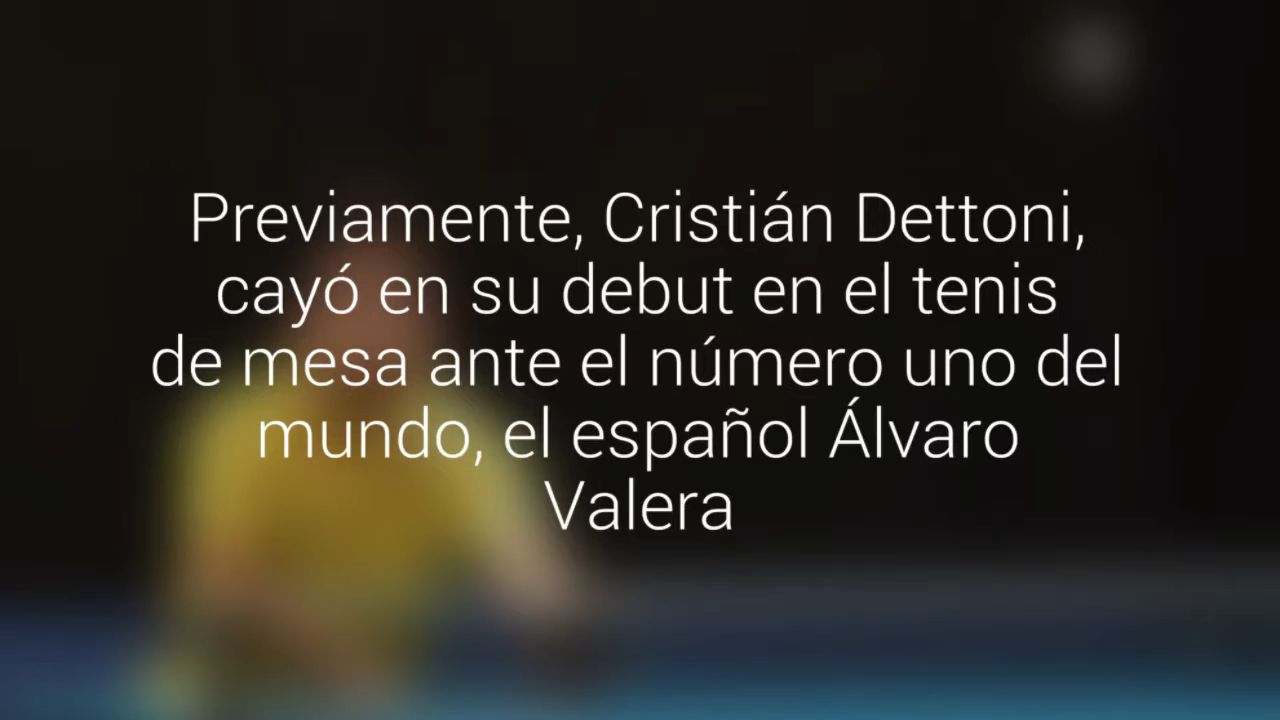 Previamente, Cristián Dettoni,
cayó en su debut en el tenis
de mesa ante el número uno del
mundo, el español Álvaro
Valera